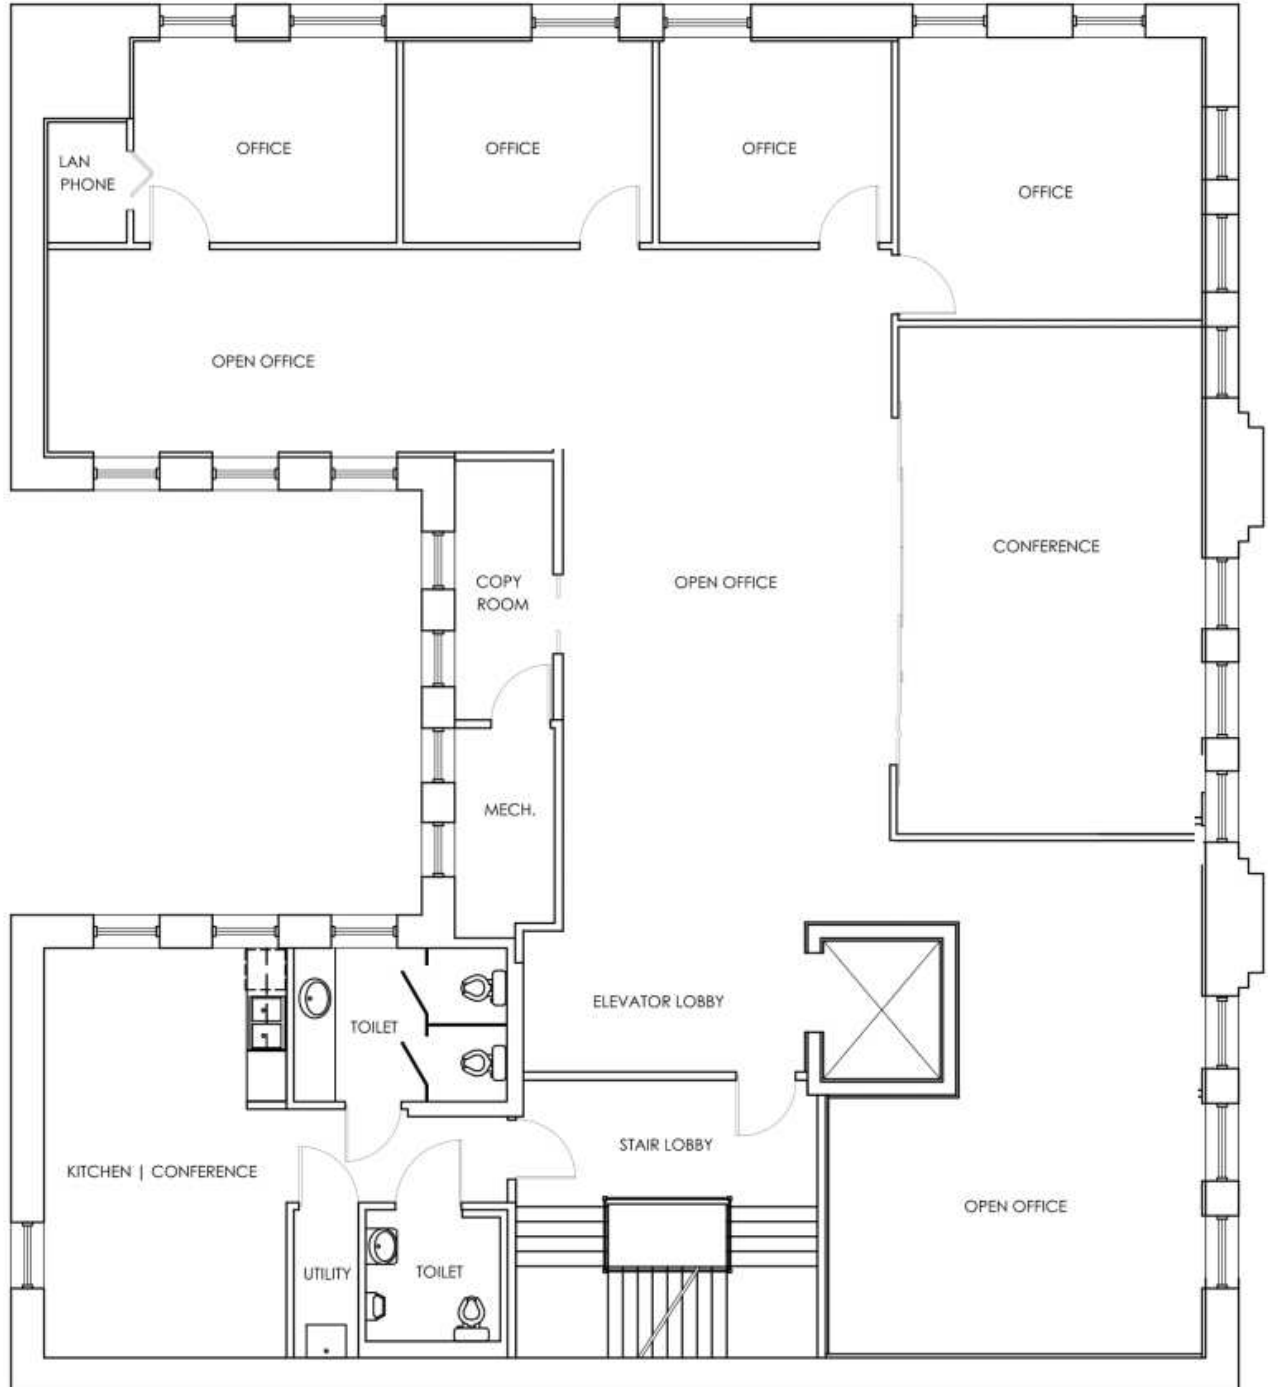 OFFICE
OFFICE
OFFICE
LAN
PHONE
OFFICE
OPEN OFFICE
CONFERENCE
COPY
ROOM
OPEN OFFICE
MECH.
ELEVATOR LOBBY
TOILET
STAIR LOBBY
KITCHEN | CONFERENCE
OPEN OFFICE
UTILITY
TOILET